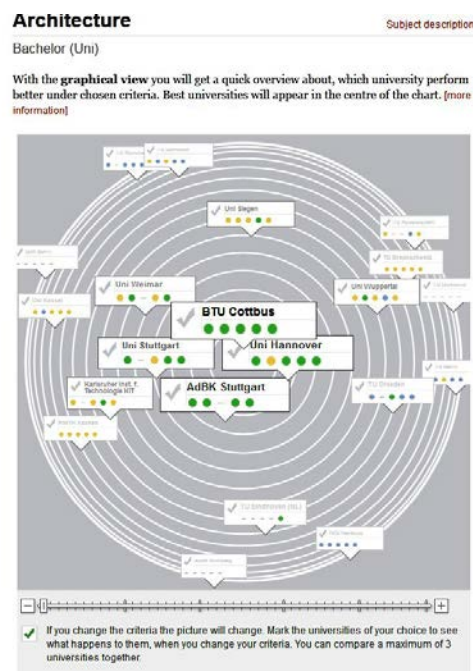 Architecture
Subject description
Bachelor (Uni)
With the graphical view you will get a quick overview about, which university perform
better under chosen criteria. Best universities will appear in the centre of the chart. [more
information]
Uni Siegen
Uni Weimar
Uni Wuppertal
BTU Cottbus
Uni Stuttgart
Uni Hannover
Karlsruher Inst. f.
Technologie KIT
AdBK Stuttgart
TU Dresden
TU Eindhoven (NL)
If you change the criteria the picture will change. Mark the universities of your choice to see
what happens to them, when you change your criteria. You can compare a maximum of 3
universities together.